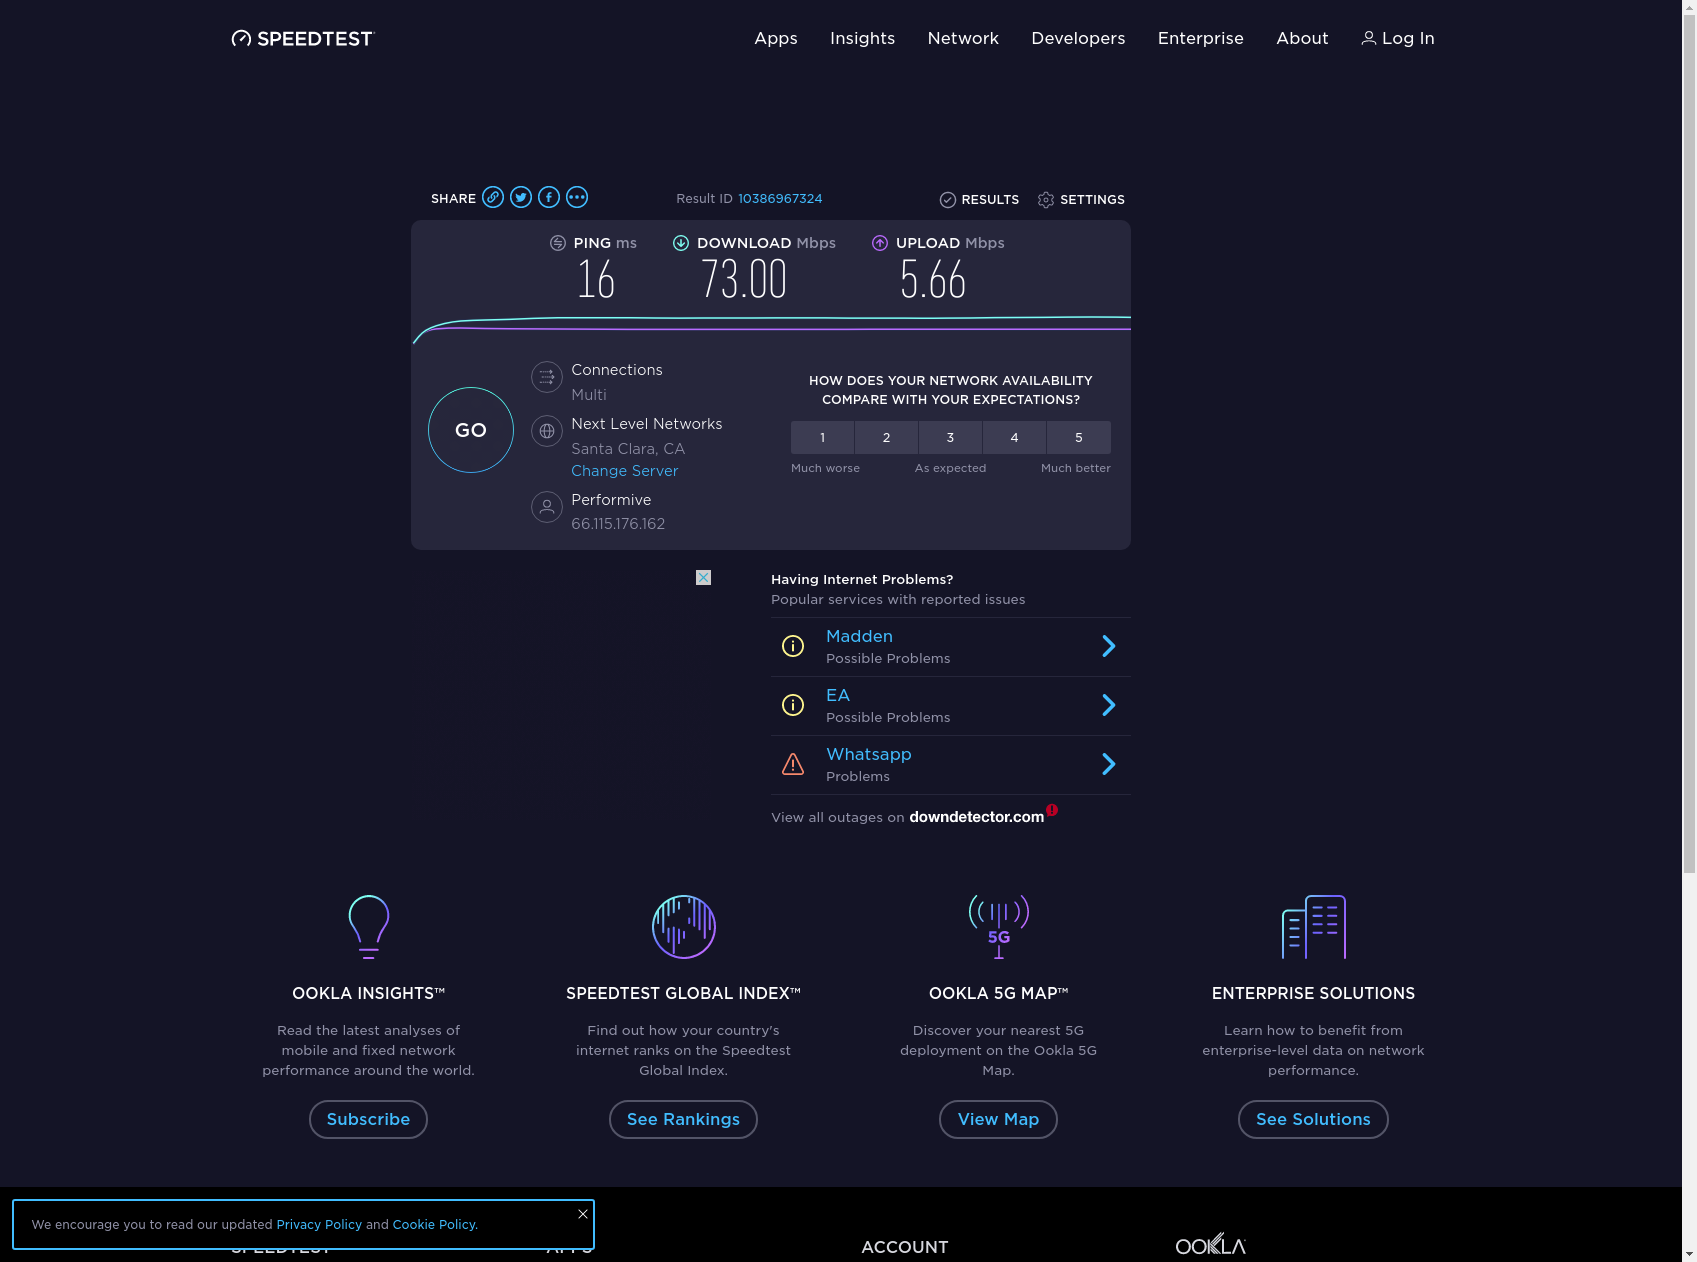 SPEEDTEST
Apps Insights Network Developers Enterprise About Log In
SHARE Result ID 10386967324 RESULTS SETTINGS
PING ms DOWNLOAD Mbps UPLOAD Mbps
16 73.00 5.66
GO
Connections
Multi
Next Level Networks
Santa Clara, CA
Change Server
Performive
66.115.176.162
HOW DOES YOUR NETWORK AVAILABILITY
COMPARE WITH YOUR EXPECTATIONS?
1 2 3 4 5
Much worse As expected Much better
Having Internet Problems?
Popular services with reported issues
Madden
Possible Problems
EA
Possible Problems
Whatsapp
Problems
View all outages on downdetector.com
5G
OOKLA INSIGHTS™
Read the latest analyses of
mobile and fixed network
performance around the world.
Subscribe
SPEEDTEST GLOBAL INDEX™
Find out how your country's
internet ranks on the Speedtest
Global Index.
See Rankings
OOKLA 5G MAP™
Discover your nearest 5G
deployment on the Ookla 5G
Map.
View Map
ENTERPRISE SOLUTIONS
Learn how to benefit from
enterprise-level data on network
performance.
See Solutions
We encourage you to read our updated Privacy Policy and Cookie Policy.
SPEEDTEST APPS ACCOUNT OOKLA